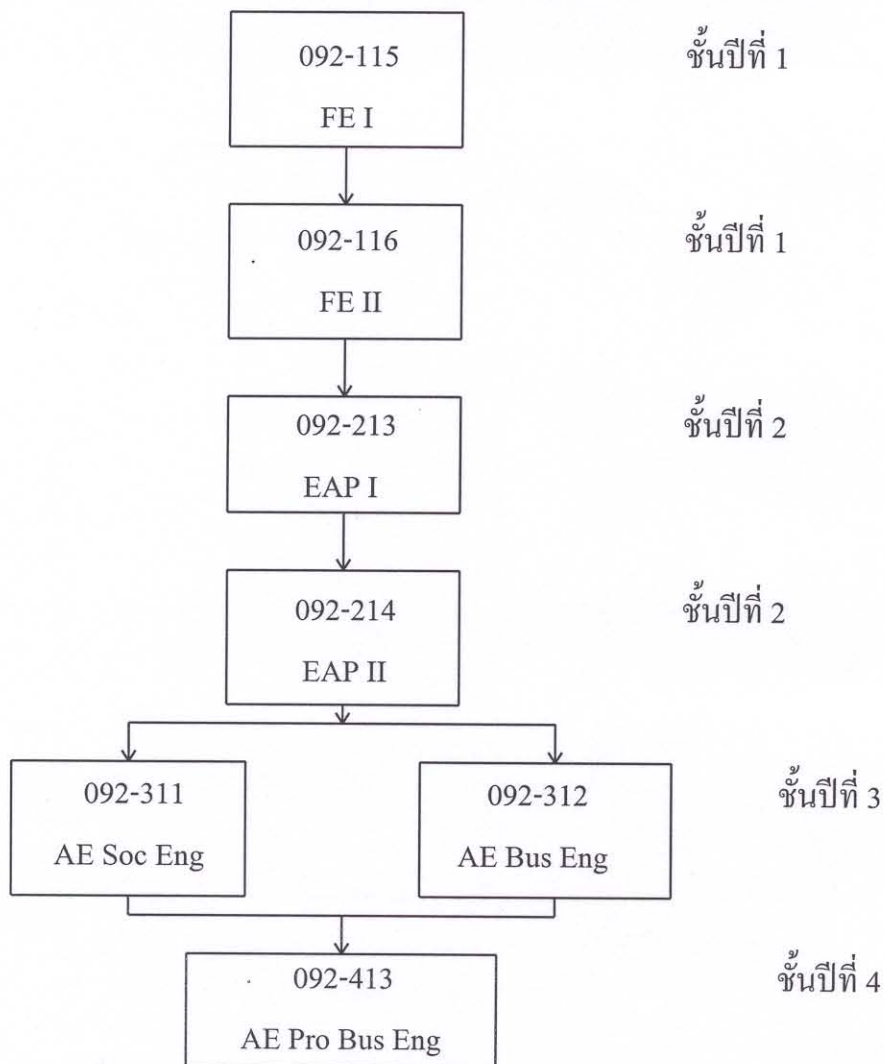 092-115 ชั้นปีที่ 1
FE I
092-116 ชั้นปีที่ 1
FE II
092-213 ชั้นปีที่ 2
EAP I
092-214 ชั้นปีที่ 2
EAP II
092-311 092-312 ชั้นปีที่ 3
AE Soc Eng AE Bus Eng
092-413 ชั้นปีที่ 4
AE Pro Bus Eng